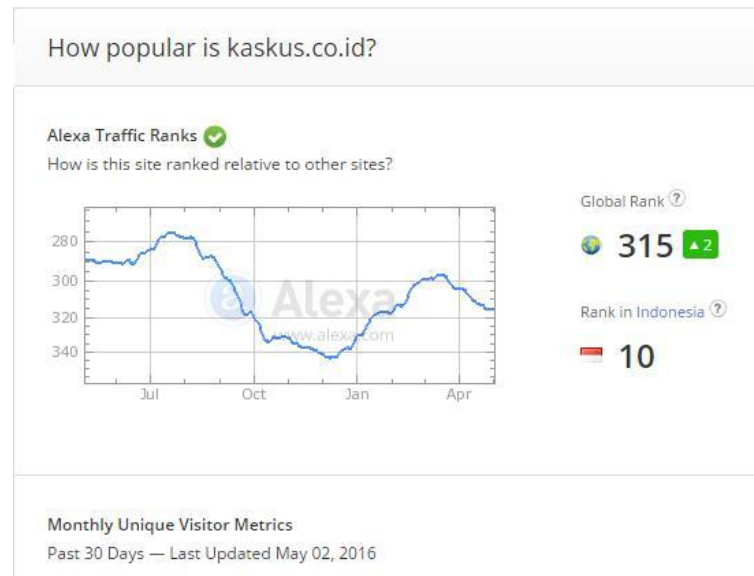 How popular is kaskus.co.id?
Alexa Traffic Ranks
How is this site ranked relative to other sites?
280
300
320
340
Jul
Oct
Jan
Apr
a Alexa
www.alexa.com
Global Rank ?
315 2
Rank in Indonesia ?
10
Monthly Unique Visitor Metrics
Past 30 Days — Last Updated May 02, 2016